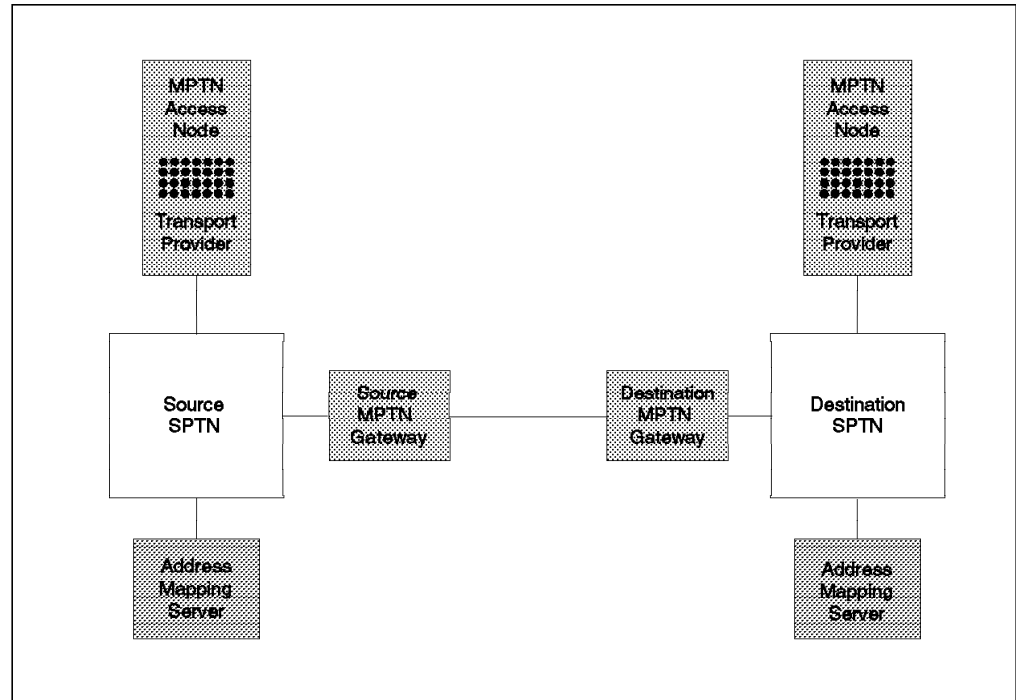 MPTN
Access
Node
Transport
Provider
MPTN
Access
Node
Transport
Provider
Source
SPTN
Source
MPTN
Gateway
Destination
MPTN
Gateway
Destination
SPTN
Address
Mapping
Server
Address
Mapping
Server